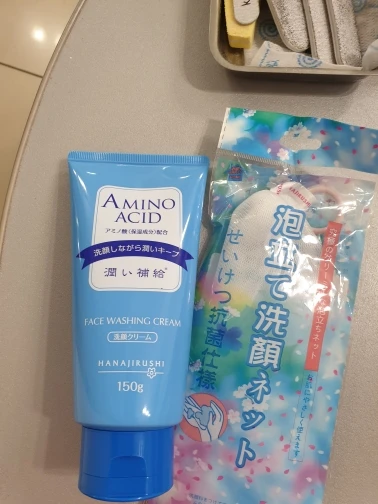 AMINO
ACID
アミノ酸(保湿成分)配合
洗顔しながら潤いキープ
潤い補給
FACE WASHING CREAM
洗顔クリーム
HANAJIRUSHI
150g
泡立て洗顔ネット
せいけつ抗菌仕様